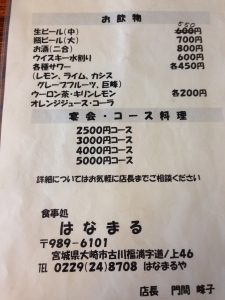 お飲物
生ビール(中) 600円 550
瓶ビール(大) 700円
お酒(二合) 800円
ウイスキー水割り 600円
各種サワー 各450円
(レモン、ライム、カシス
グレープフルーツ、巨峰)
ウーロン茶・キリンレモン 各200円
オレンジジュース・コーラ
宴会・コース料理
2500円コース
3000円コース
4000円コース
5000円コース
詳細についてはお気軽に店長までご相談ください
食事処
はなまる
〒989-6101
宮城県大崎市古川福浦字道ノ上46
TEL 0229(24)8708 はなまるや
店長 門間 峰子